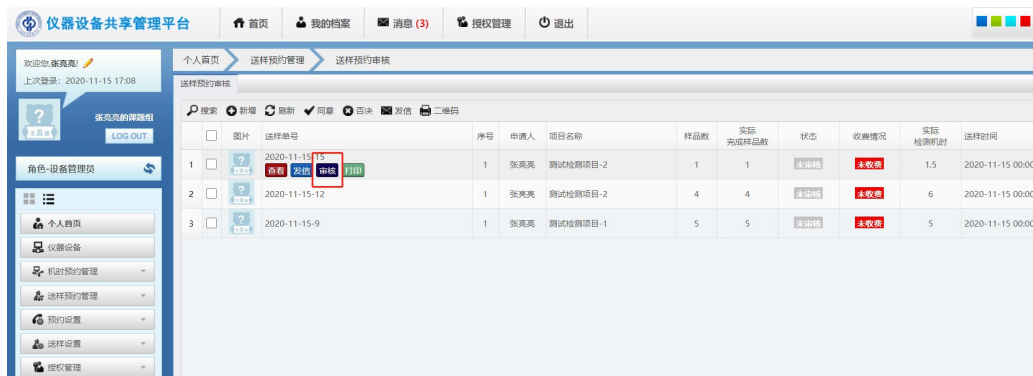 仪器设备共享管理平台 首页 我的档案 消息 (3) 授权管理 退出
欢迎您,张亮亮!
上次登录: 2020-11-15 17:08
张亮亮的课题组
LOG OUT
角色-设备管理员
个人首页
仪器设备
机时预约管理
送样预约管理
预约设置
送样设置
授权管理
个人首页 送样预约管理 送样预约审核
送样预约审核
搜索 新增 刷新 同意 否决 发信 二维码
图片 送样单号 序号 申请人 项目名称 样品数 实际完成样品数 状态 收费情况 实际检测机时 送样时间
1 2020-11-15-15 1 张亮亮 测试检测项目-2 1 1 未审核 未收费 1.5 2020-11-15 00:00
查看 发信 审核 打印
2 2020-11-15-12 1 张亮亮 测试检测项目-2 4 4 未审核 未收费 6 2020-11-15 00:00
3 2020-11-15-9 1 张亮亮 测试检测项目-1 5 5 未审核 未收费 5 2020-11-15 00:00